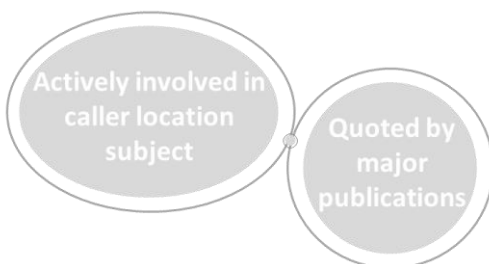 Actively involved in
caller location
subject
Quoted by
major
publications